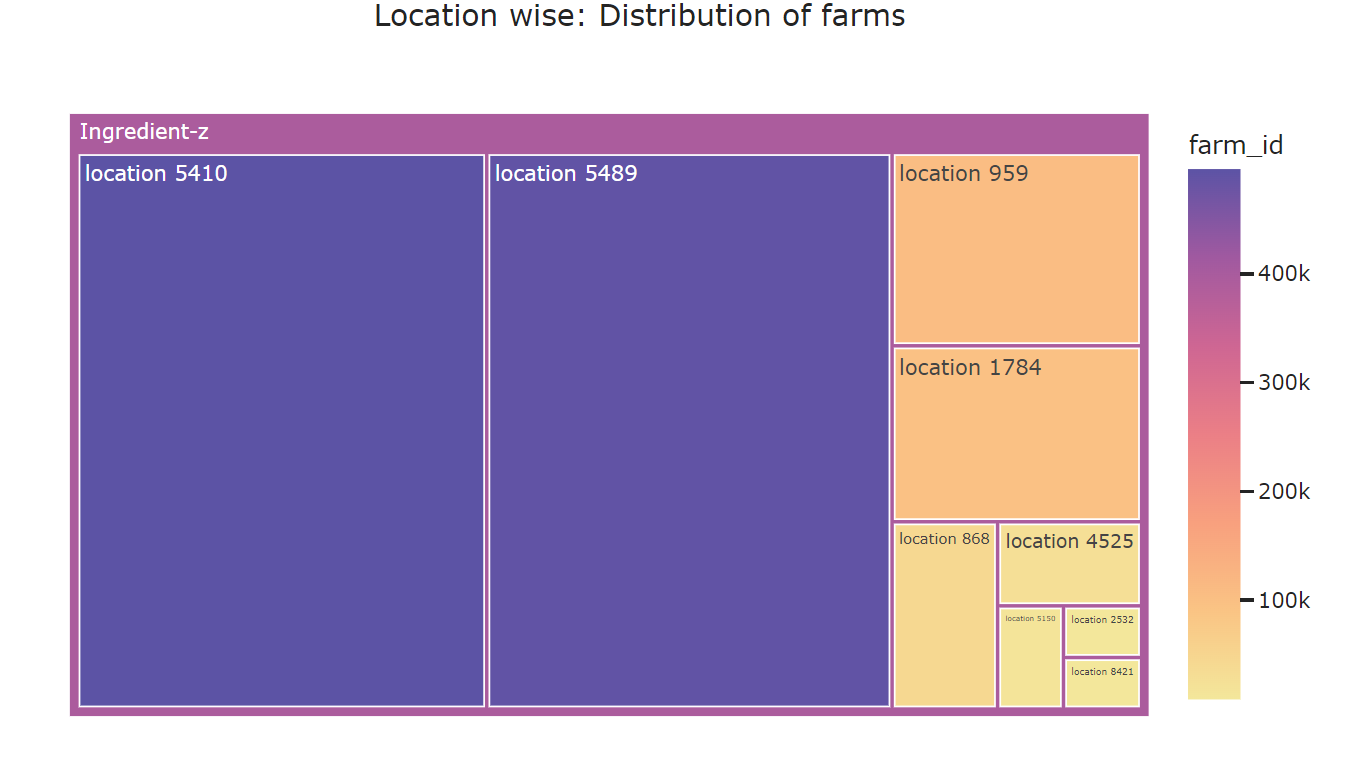 Location wise: Distribution of farms
Ingredient-z
location 5410
location 5489
location 959
location 1784
location 868
location 4525
location 5150
location 2532
location 8421
farm_id
400k
300k
200k
100k